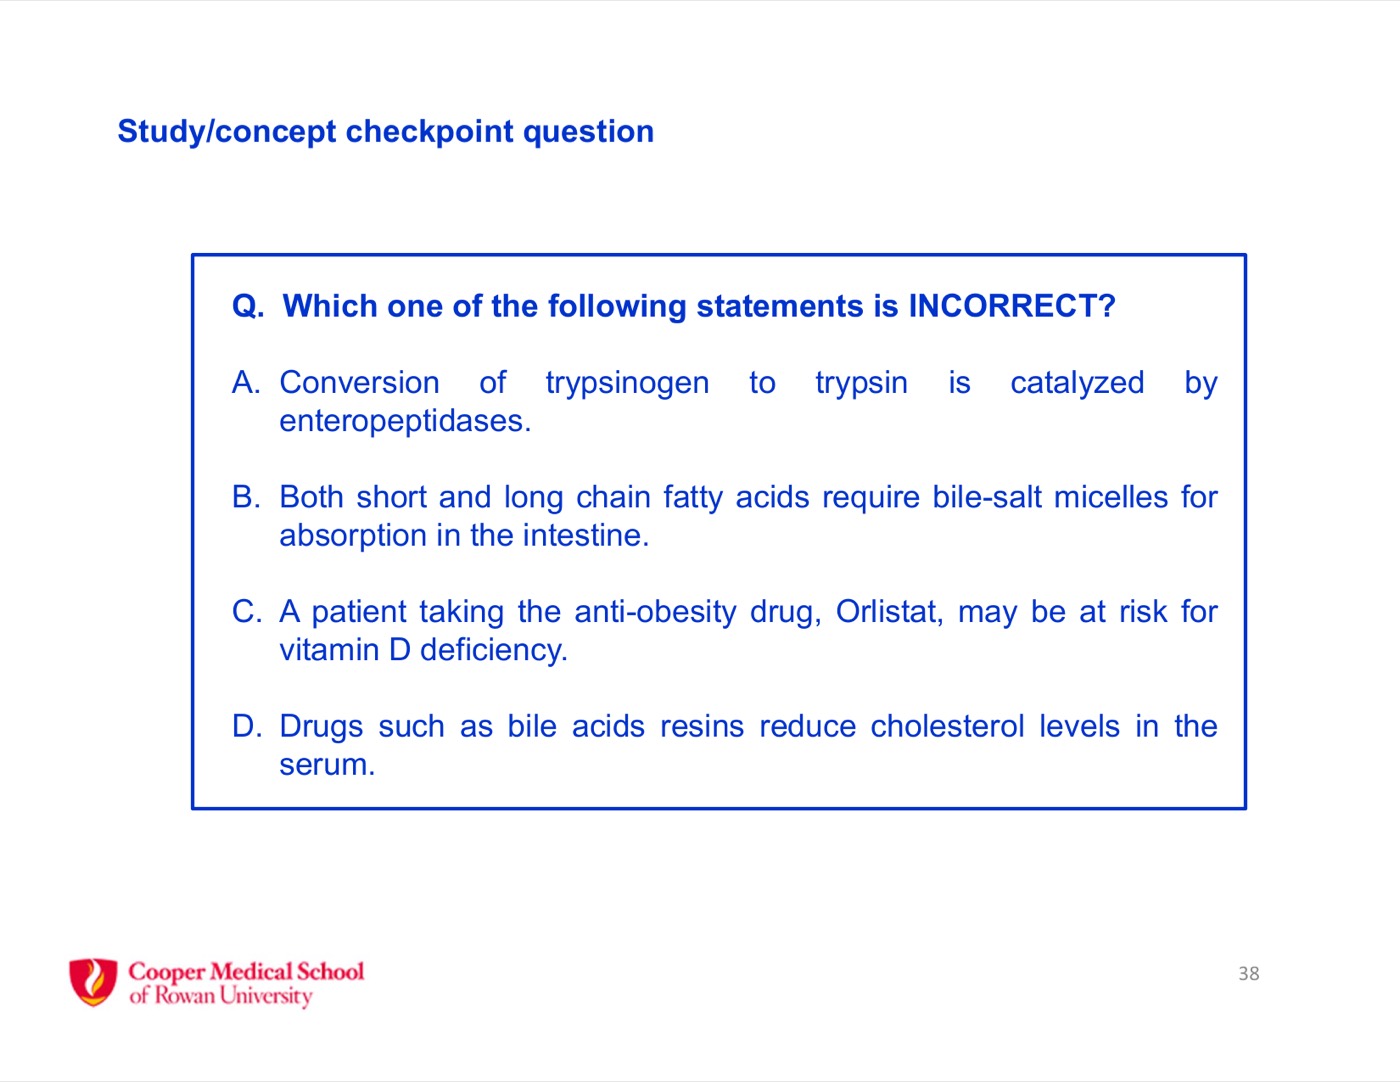 Study/concept checkpoint question
Q. Which one of the following statements is INCORRECT?
A. Conversion of trypsinogen to trypsin is catalyzed by
enteropeptidases.
B. Both short and long chain fatty acids require bile-salt micelles for
absorption in the intestine.
C. A patient taking the anti-obesity drug, Orlistat, may be at risk for
vitamin D deficiency.
D. Drugs such as bile acids resins reduce cholesterol levels in the
serum.
Cooper Medical School
of Rowan University
38